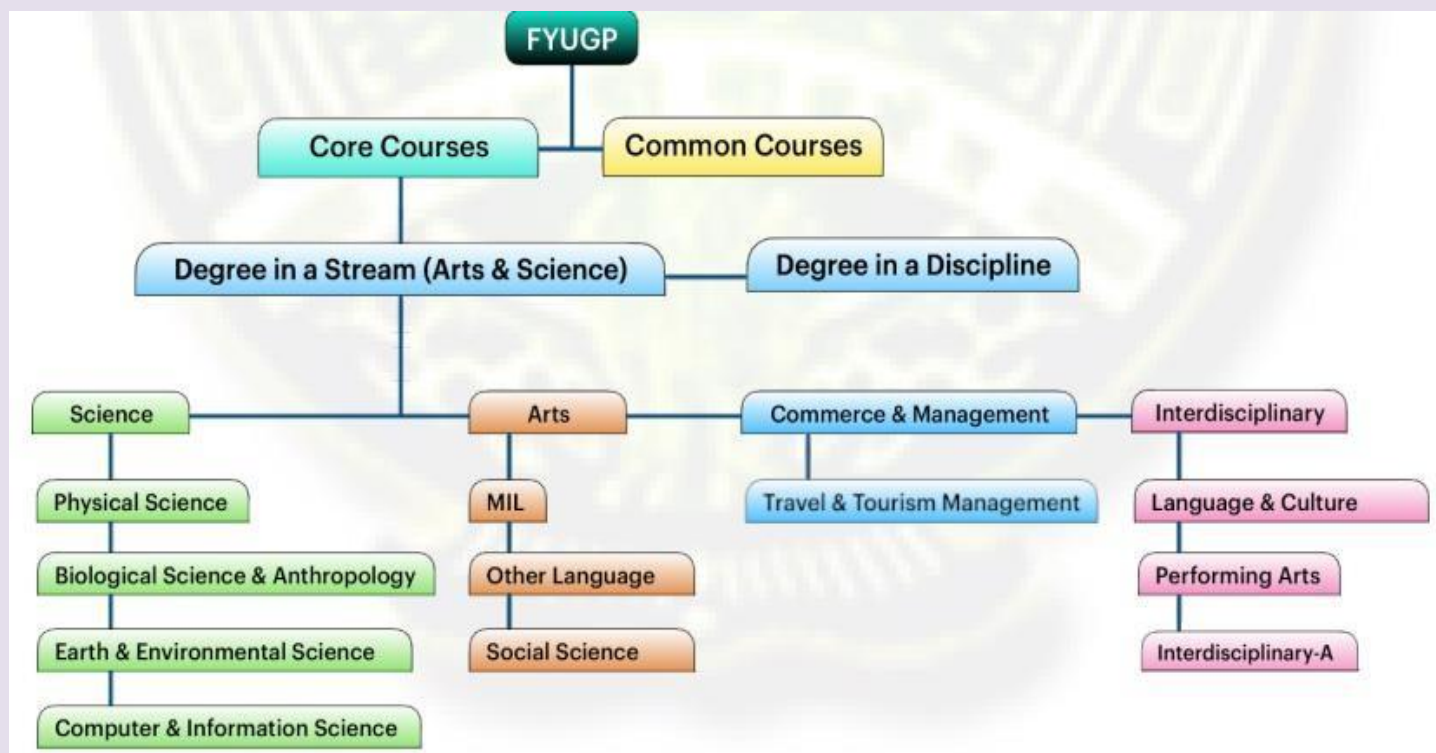 FYUGP
Core Courses
Common Courses
Degree in a Stream (Arts & Science)
Degree in a Discipline
Science
Arts
Commerce & Management
Interdisciplinary
Physical Science
MIL
Travel & Tourism Management
Language & Culture
Biological Science & Anthropology
Other Language
Performing Arts
Earth & Environmental Science
Social Science
Interdisciplinary-A
Computer & Information Science